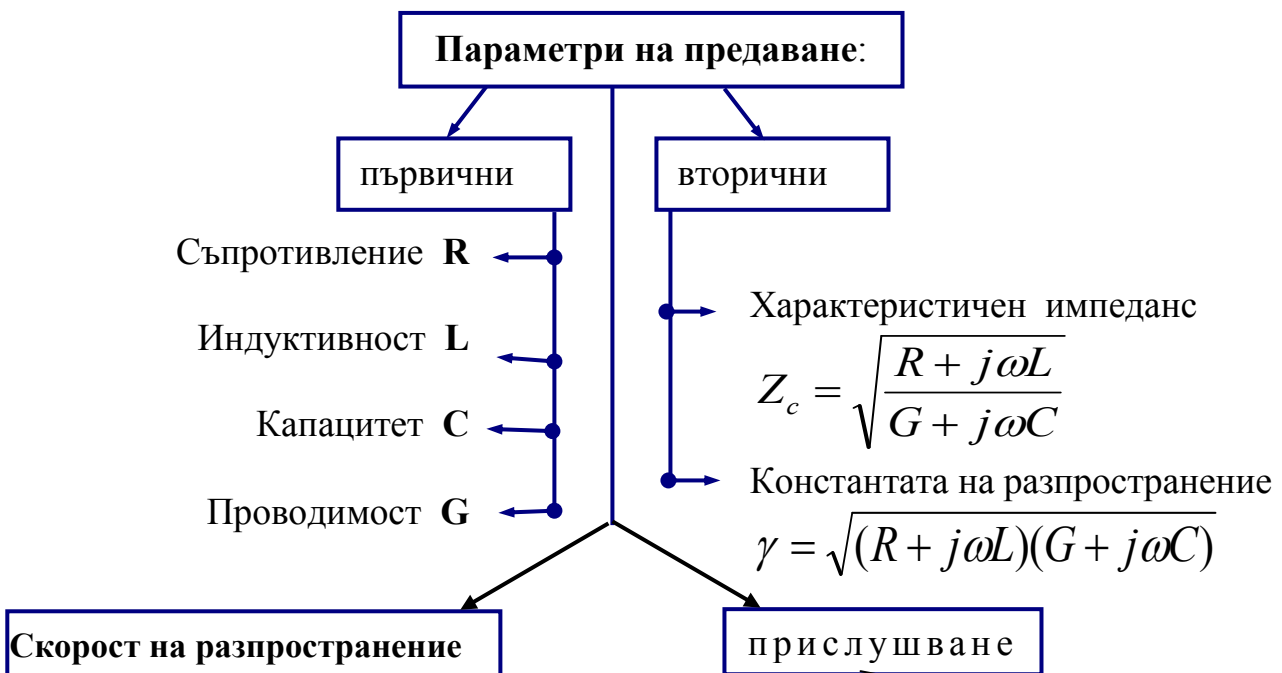 Параметри на предаване:
първични
вторични
Съпротивление R
Индуктивност L
Капацитет C
Проводимост G
Характеристичен импеданс
Z_c = √((R + jωL)/(G + jωC))
Константата на разпространение
γ = √((R + jωL)(G + jωC))
Скорост на разпространение
прислушване